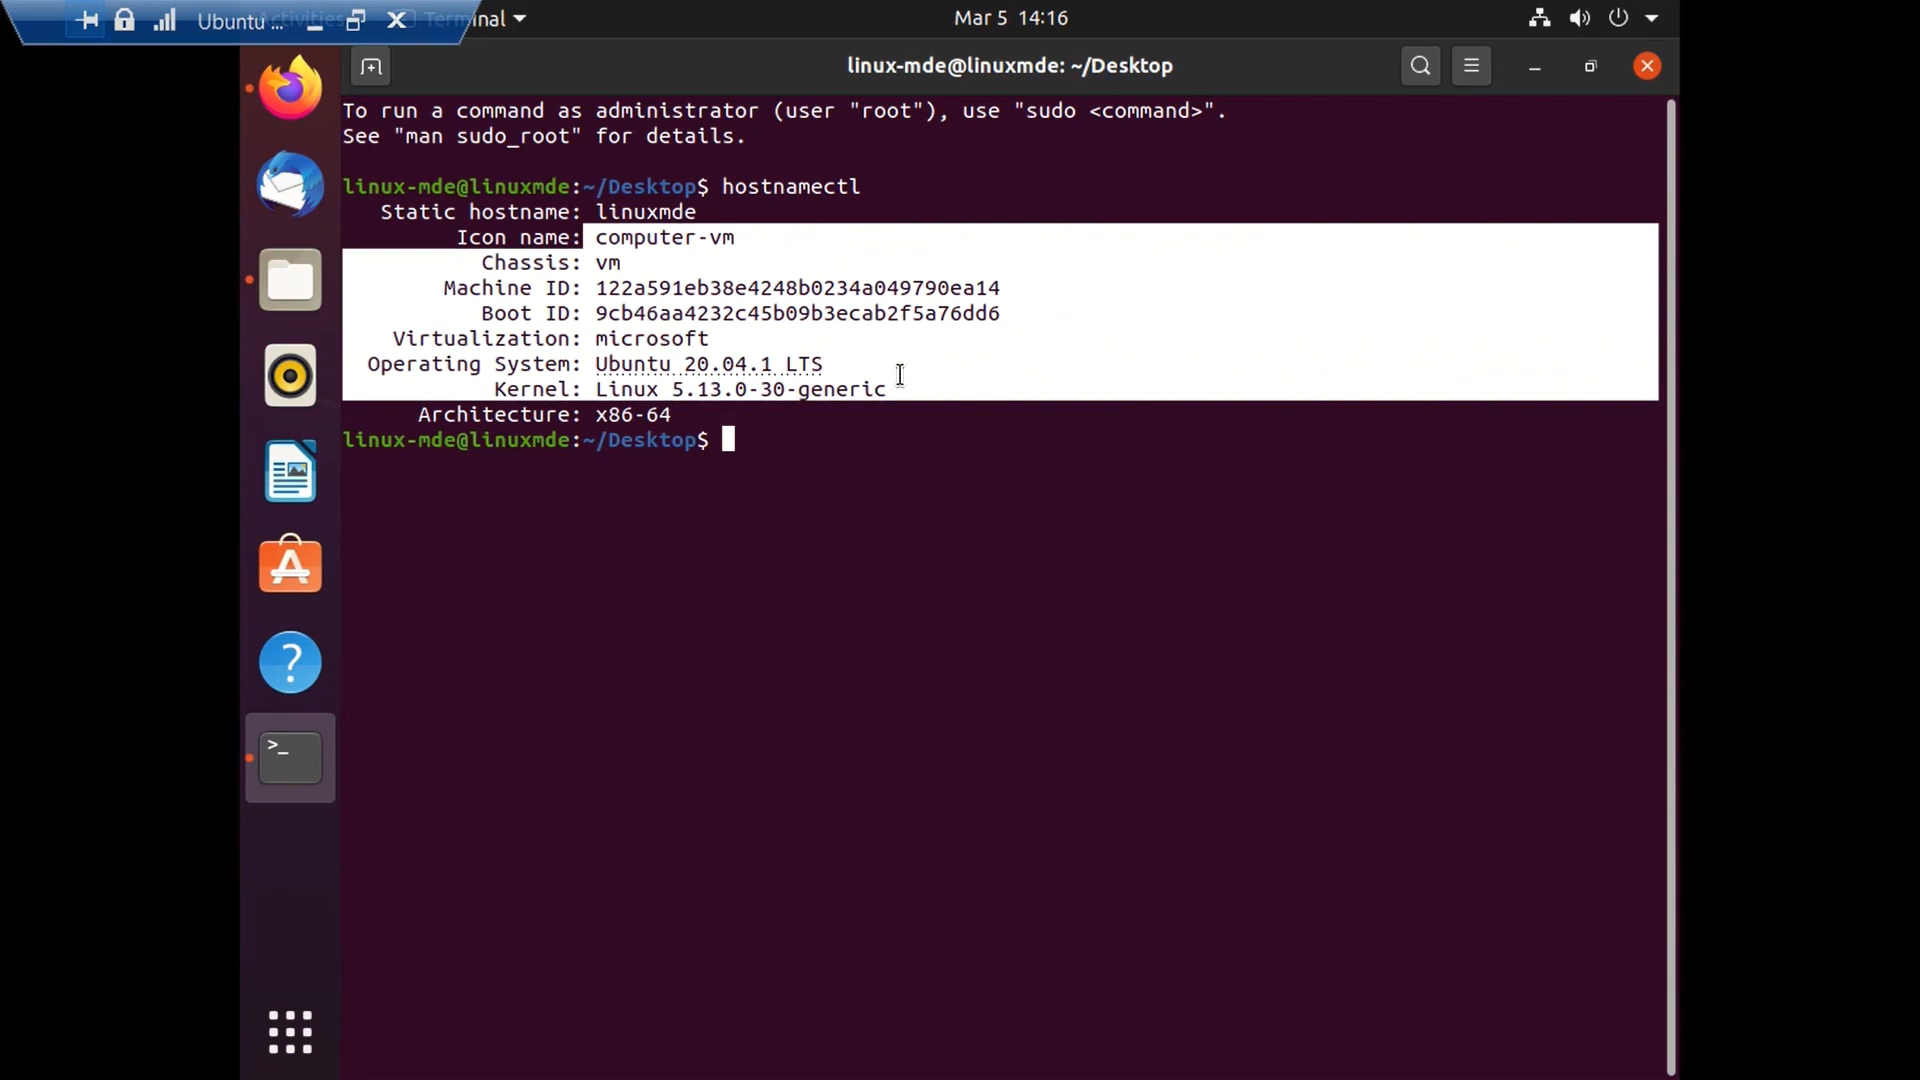 Ubuntu ... Activities Terminal
Mar 5 14:16
linux-mde@linuxmde: ~/Desktop
To run a command as administrator (user "root"), use "sudo <command>".
See "man sudo_root" for details.
linux-mde@linuxmde:~/Desktop$ hostnamectl
Static hostname: linuxmde
Icon name: computer-vm
Chassis: vm
Machine ID: 122a591eb38e4248b0234a049790ea14
Boot ID: 9cb46aa4232c45b09b3ecab2f5a76dd6
Virtualization: microsoft
Operating System: Ubuntu 20.04.1 LTS
Kernel: Linux 5.13.0-30-generic
Architecture: x86-64
linux-mde@linuxmde:~/Desktop$